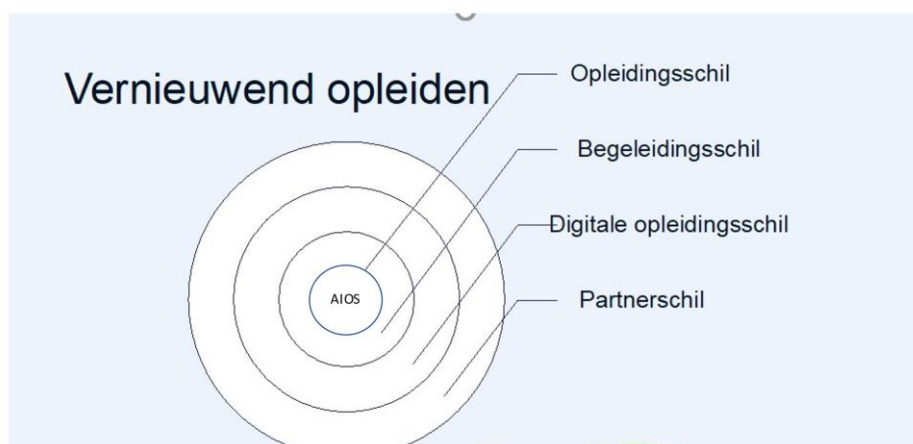 Vernieuwend opleiden
Opleidingsschil
Begeleidingsschil
Digitale opleidingsschil
Partnerschil
AIOS